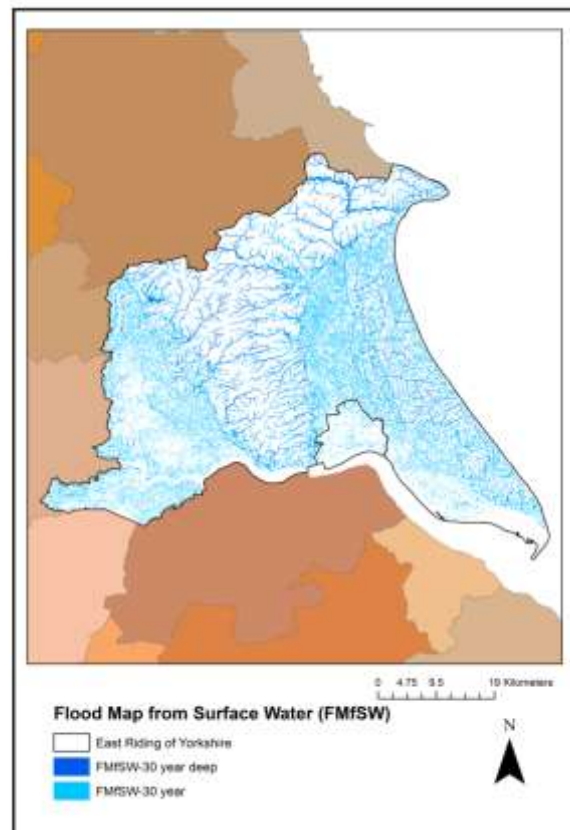 0 4.75 9.5 19 Kilometers
Flood Map from Surface Water (FMfSW)
N
East Riding of Yorkshire
FMfSW-30 year deep
FMfSW-30 year